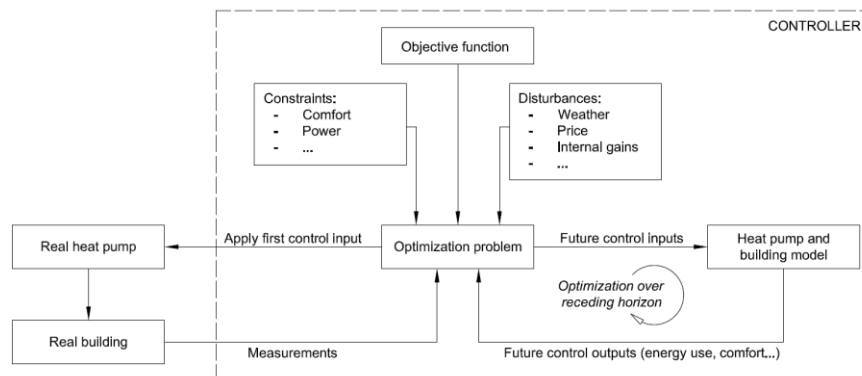 CONTROLLER
Objective function
Constraints:
- Comfort
- Power
- ...
Disturbances:
- Weather
- Price
- Internal gains
- ...
Real heat pump
Apply first control input
Optimization problem
Future control inputs
Heat pump and
building model
Optimization over
receding horizon
Real building
Measurements
Future control outputs (energy use, comfort...)